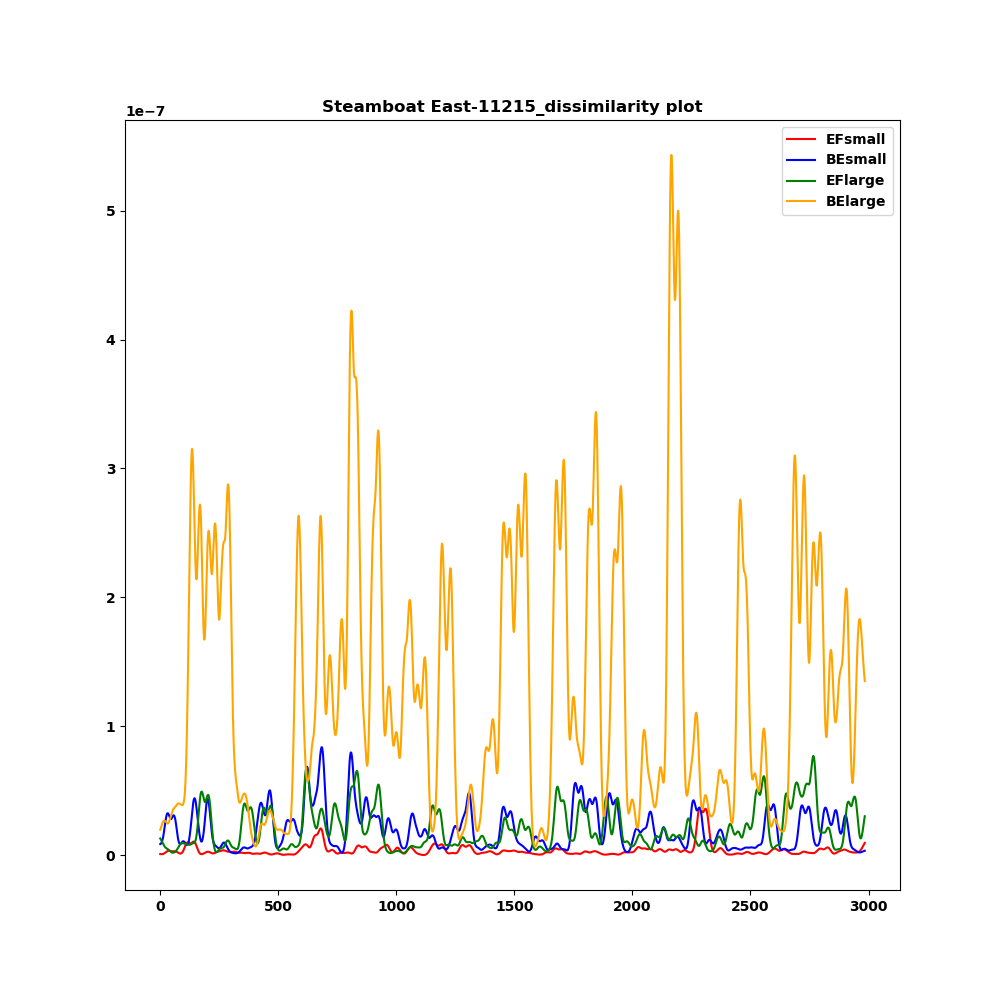 Steamboat East-11215_dissimilarity plot
1e−7
EFsmall
BEsmall
EFlarge
BElarge
5
4
3
2
1
0
0 500 1000 1500 2000 2500 3000